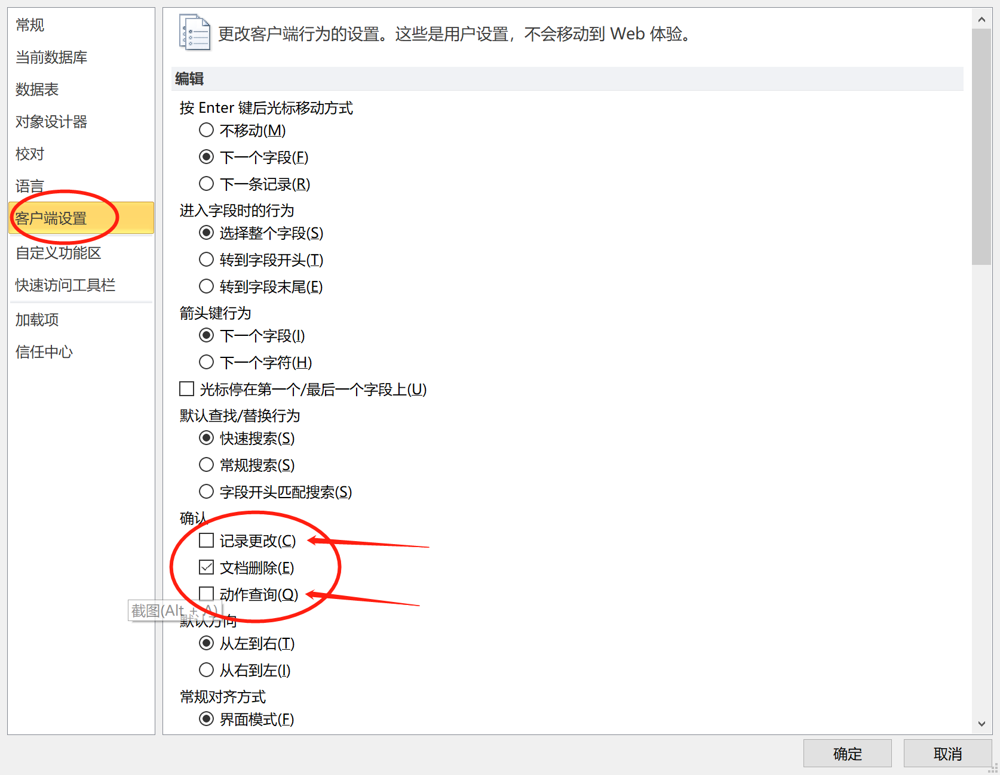 常规
当前数据库
数据表
对象设计器
校对
语言
客户端设置
自定义功能区
快速访问工具栏
加载项
信任中心
更改客户端行为的设置。这些是用户设置，不会移动到 Web 体验。
编辑
按 Enter 键后光标移动方式
不移动(M)
下一个字段(F)
下一条记录(R)
进入字段时的行为
选择整个字段(S)
转到字段开头(T)
转到字段末尾(E)
箭头键行为
下一个字段(I)
下一个字符(H)
光标停在第一个/最后一个字段上(U)
默认查找/替换行为
快速搜索(S)
常规搜索(S)
字段开头匹配搜索(S)
确认
记录更改(C)
文档删除(E)
动作查询(Q)
截图(Alt + A)
默认方向
从左到右(T)
从右到左(I)
常规对齐方式
界面模式(F)
确定
取消